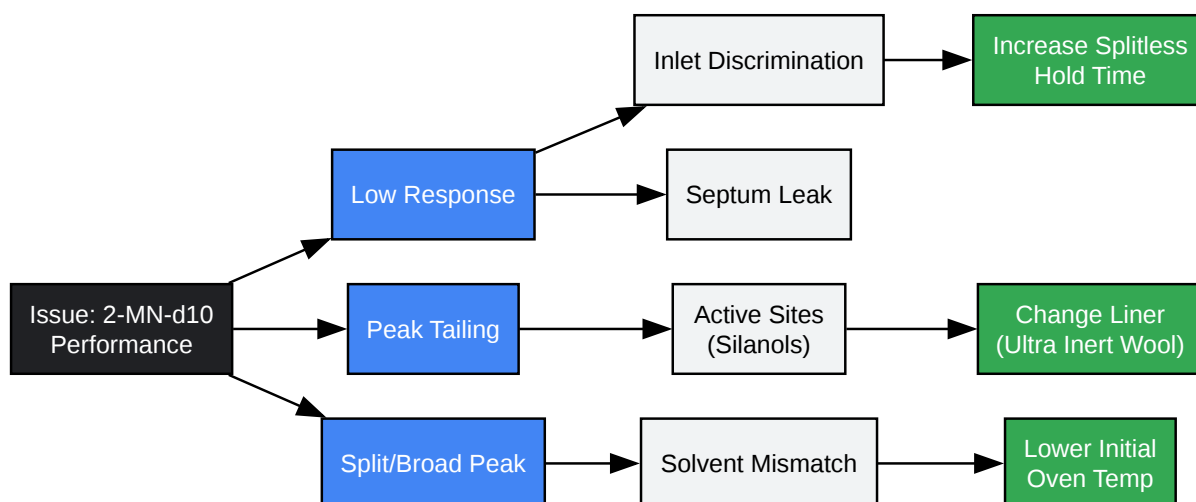 Issue: 2-MN-d10
Performance
Low Response
Inlet Discrimination
Increase Splitless
Hold Time
Septum Leak
Peak Tailing
Active Sites
(Silanols)
Change Liner
(Ultra Inert Wool)
Split/Broad Peak
Solvent Mismatch
Lower Initial
Oven Temp